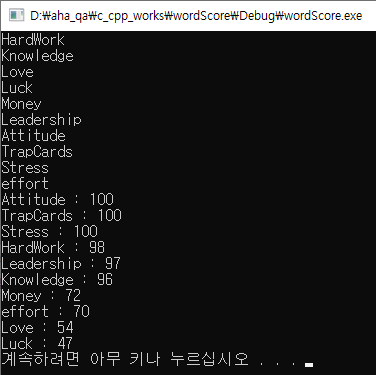 D:₩aha_qa₩c_cpp_works₩wordScore₩Debug₩wordScore.exe
HardWork
Knowledge
Love
Luck
Money
Leadership
Attitude
TrapCards
Stress
effort
Attitude : 100
TrapCards : 100
Stress : 100
HardWork : 98
Leadership : 97
Knowledge : 96
Money : 72
effort : 70
Love : 54
Luck : 47
계속하려면 아무 키나 누르십시오 . . .